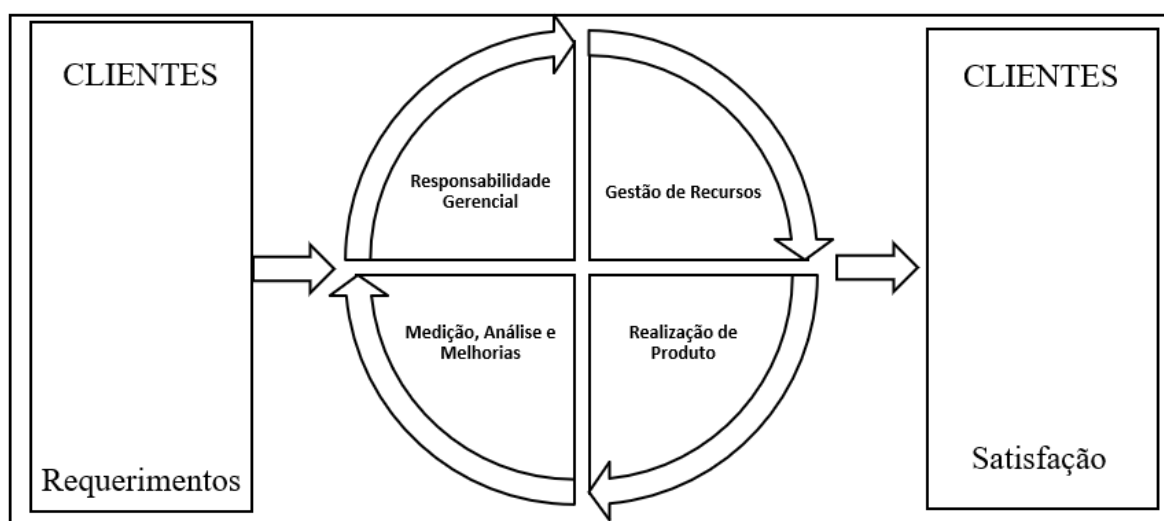 CLIENTES
Requerimentos
Responsabilidade
Gerencial
Gestão de Recursos
Medição, Análise e
Melhorias
Realização de
Produto
CLIENTES
Satisfação